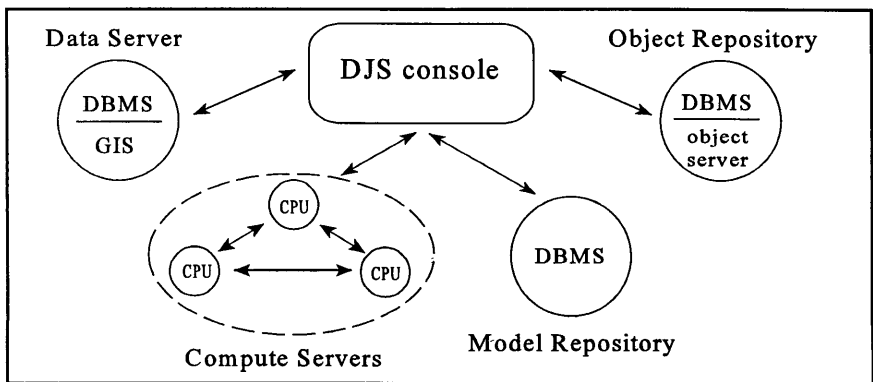 Data Server
DJS console
Object Repository
DBMS
GIS
DBMS
object
server
CPU
CPU
CPU
DBMS
Compute Servers
Model Repository